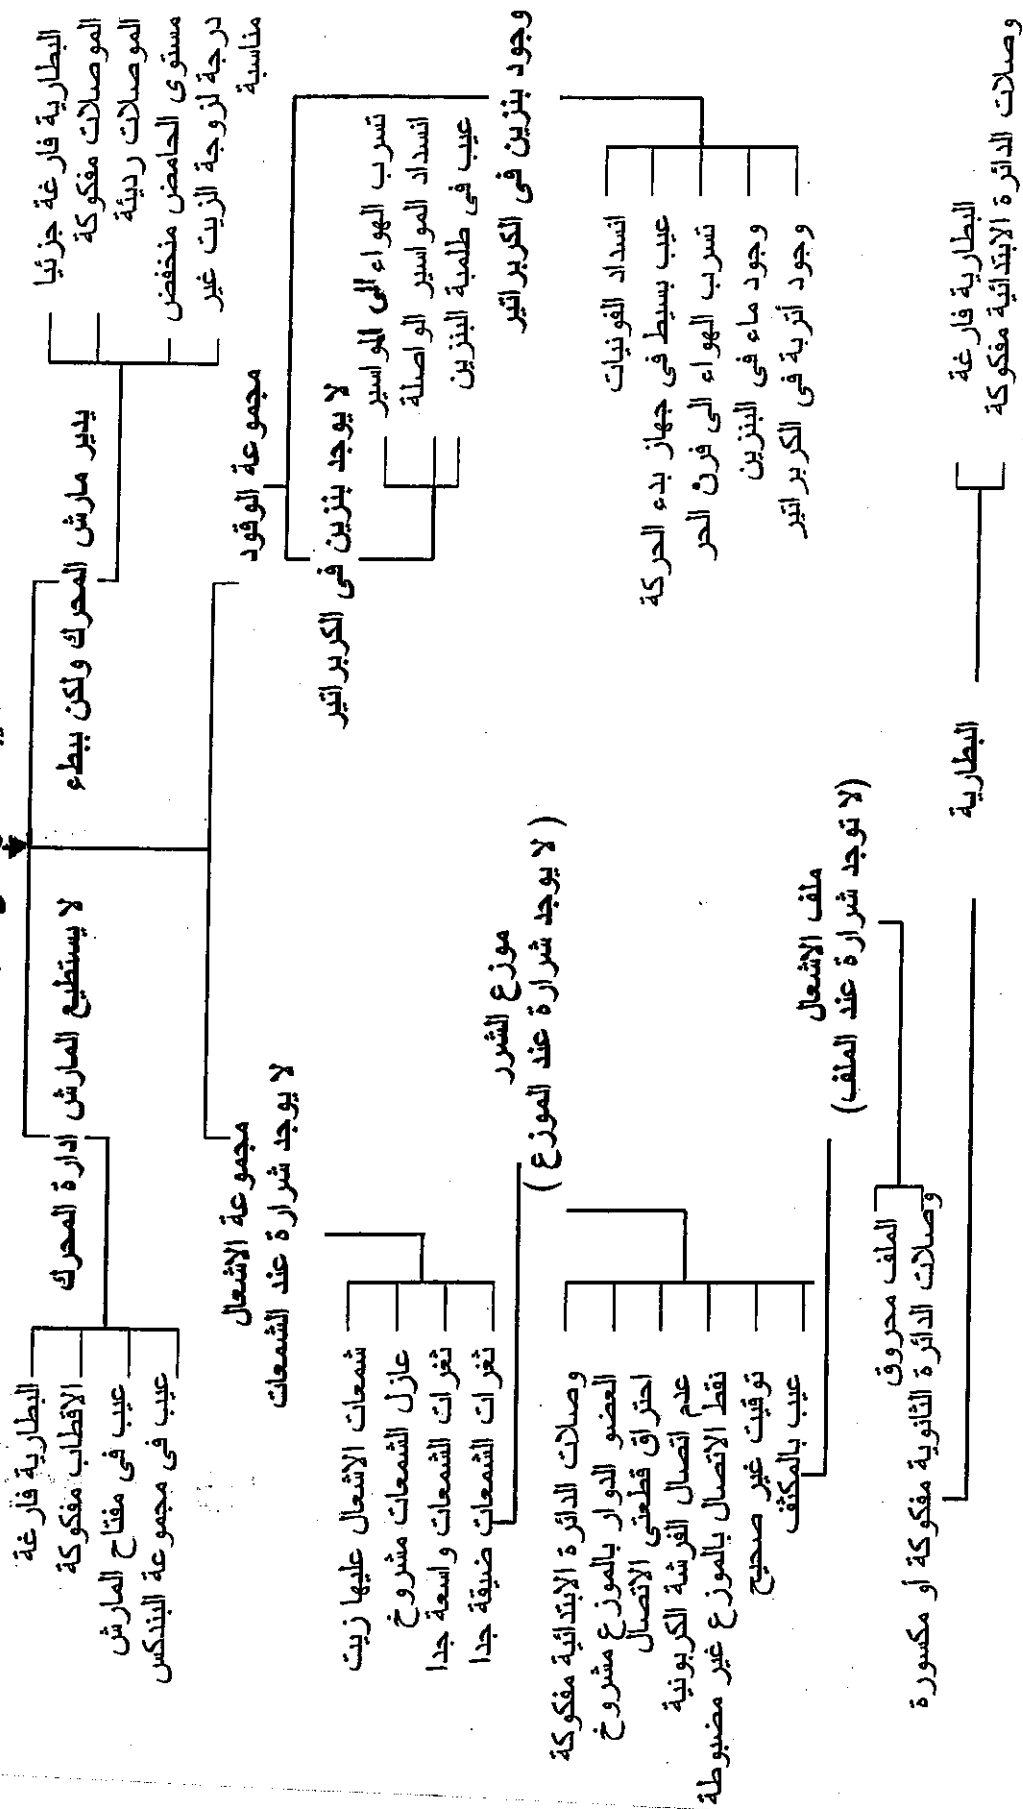 لا يستطيع المارش ادارة المحرك
البطارية فارغة
الاقطاب مفكوكة
عيب فى مفتاح المارش
عيب فى مجموعة البندكس
يدير مارش المحرك ولكن ببطء
البطارية فارغة جزئيا
الموصلات مفكوكة
الموصلات رديئة
مستوى الحامض منخفض
درجة لزوجة الزيت غير
مناسبة
مجموعة الاشعال
لا يوجد شرارة عند الشمعات
شمعات الاشعال عليها زيت
عازل الشمعات مشروخ
ثغرات الشمعات واسعة جدا
ثغرات الشمعات ضيقة جدا
موزع الشرر
( لا يوجد شرارة عند الموزع )
وصلات الدائرة الابتدائية مفكوكة
العضو الدوار بالموزع مشروخ
احتراق قطعتى الاتصال
عدم اتصال الفرشة الكربونية
نقط الاتصال بالموزع غير مضبوطة
توقيت غير صحيح
عيب بالمكثف
ملف الاشعال
(لا توجد شرارة عند الملف)
الملف محروق
وصلات الدائرة الثانوية مفكوكة أو مكسورة
البطارية
البطارية فارغة
وصلات الدائرة الابتدائية مفكوكة
مجموعة الوقود
لا يوجد بنزين فى الكربراتير
تسرب الهواء الى المواسير
انسداد المواسير الواصلة
عيب فى طلمبة البنزين
وجود بنزين فى الكربراتير
انسداد الفونيات
عيب بسيط فى جهاز بدء الحركة
تسرب الهواء الى فرن الحر
وجود ماء فى البنزين
وجود أتربة فى الكربراتير